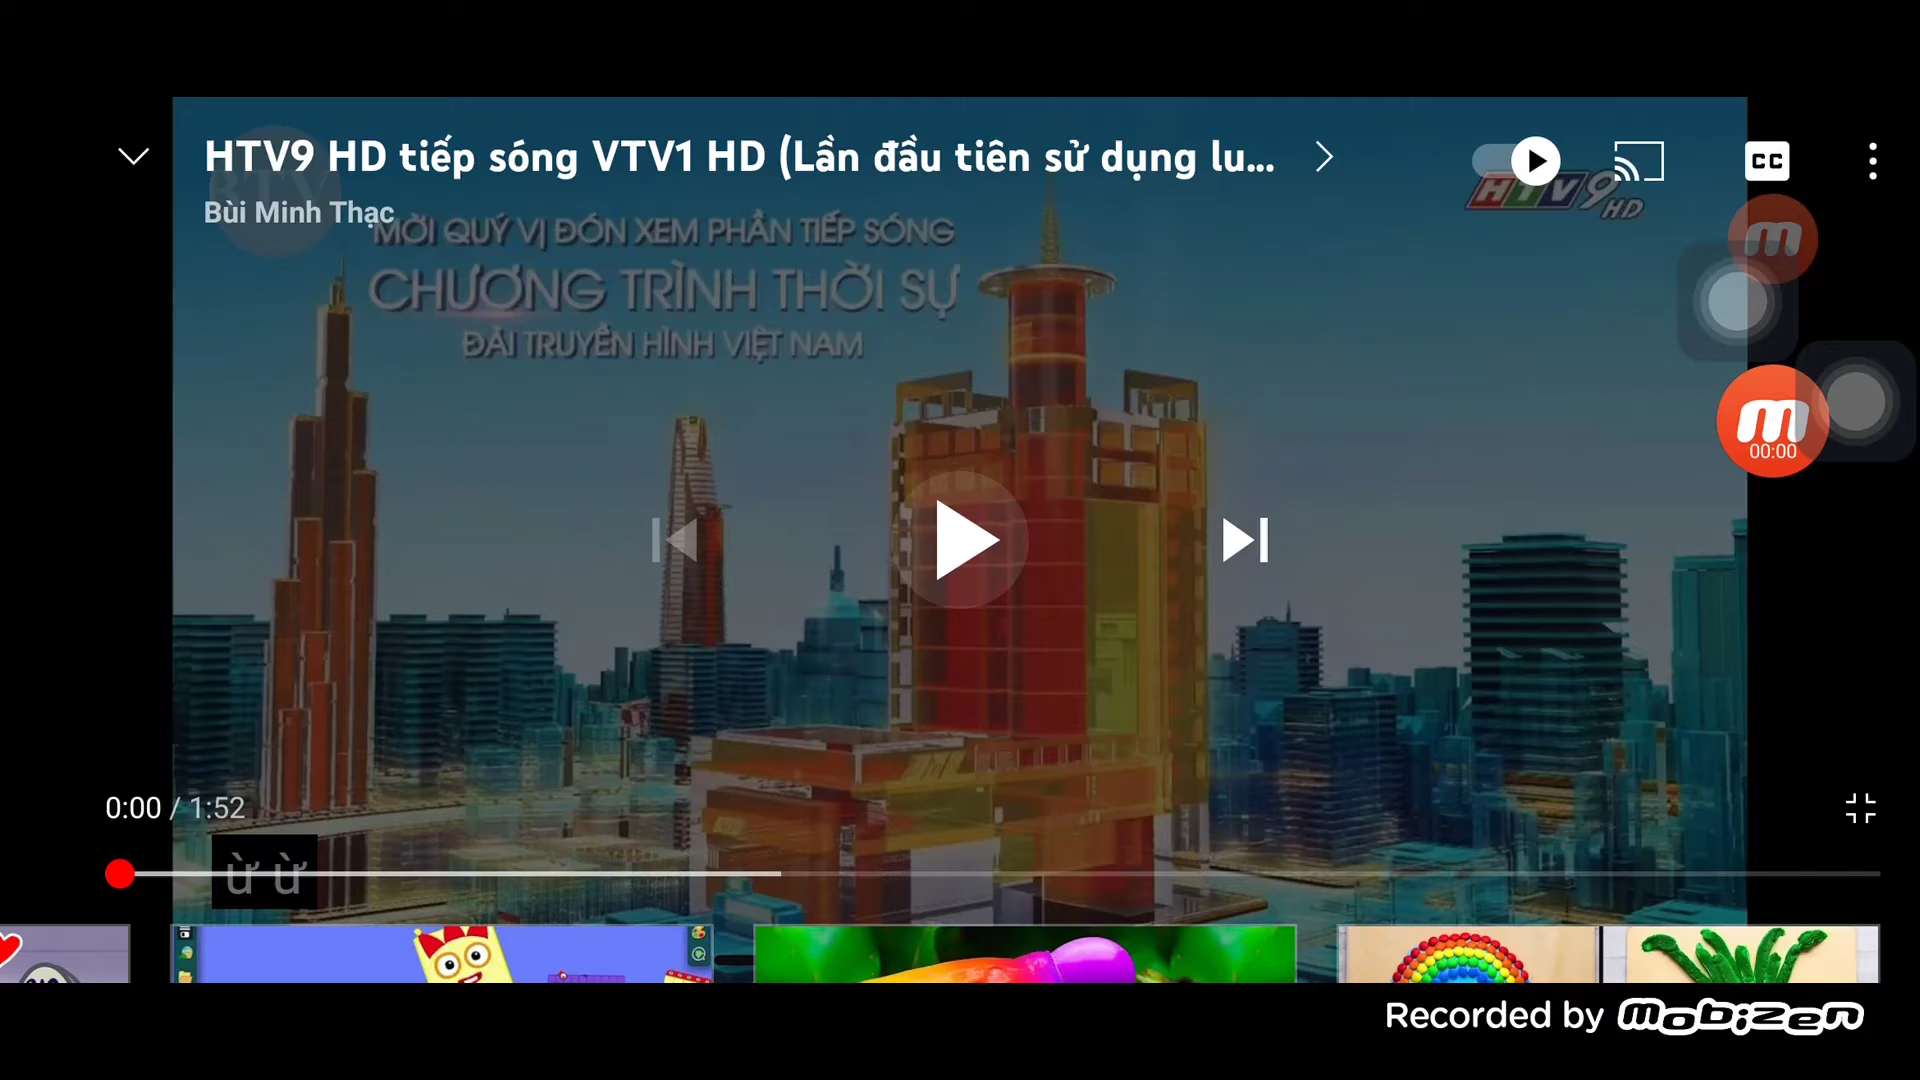 HTV9 HD tiếp sóng VTV1 HD (Lần đầu tiên sử dụng lu...
CC
Bùi Minh Thạc
HTV9 HD
MỜI QUÝ VỊ ĐÓN XEM PHẦN TIẾP SÓNG
CHƯƠNG TRÌNH THỜI SỰ
ĐÀI TRUYỀN HÌNH VIỆT NAM
00:00
0:00 / 1:52
ừ ừ
Recorded by mobizen